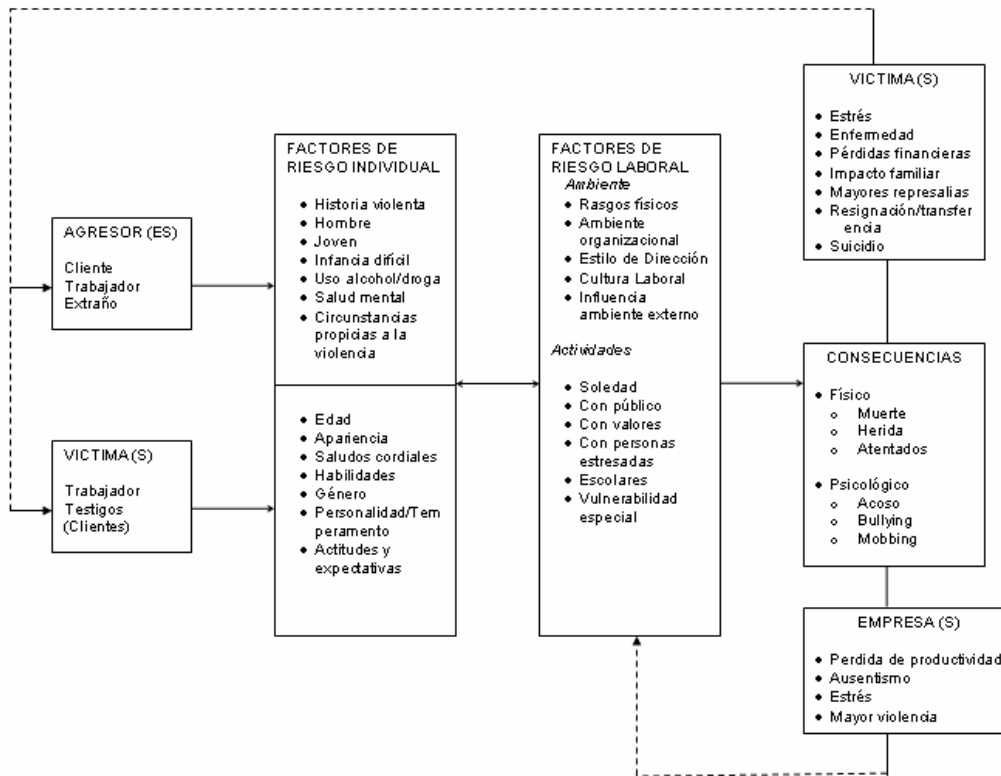 AGRESOR (ES)
Cliente
Trabajador
Extraño
VICTIMA(S)
Trabajador
Testigos
(Clientes)
FACTORES DE
RIESGO INDIVIDUAL
• Historia violenta
• Hombre
• Joven
• Infancia difícil
• Uso alcohol/droga
• Salud mental
• Circunstancias
propicias a la
violencia
• Edad
• Apariencia
• Saludos cordiales
• Habilidades
• Género
• Personalidad/Tem
peramento
• Actitudes y
expectativas
FACTORES DE
RIESGO LABORAL
Ambiente
• Rasgos físicos
• Ambiente
organizacional
• Estilo de Dirección
• Cultura Laboral
• Influencia
ambiente externo
Actividades
• Soledad
• Con público
• Con valores
• Con personas
estresadas
• Escolares
• Vulnerabilidad
especial
VICTIMA(S)
• Estrés
• Enfermedad
• Pérdidas financieras
• Impacto familiar
• Mayores represalias
• Resignación/transfer
encia
• Suicidio
CONSECUENCIAS
• Físico
o Muerte
o Herida
o Atentados
• Psicológico
o Acoso
o Bullying
o Mobbing
EMPRESA (S)
• Perdida de productividad
• Ausentismo
• Estrés
• Mayor violencia